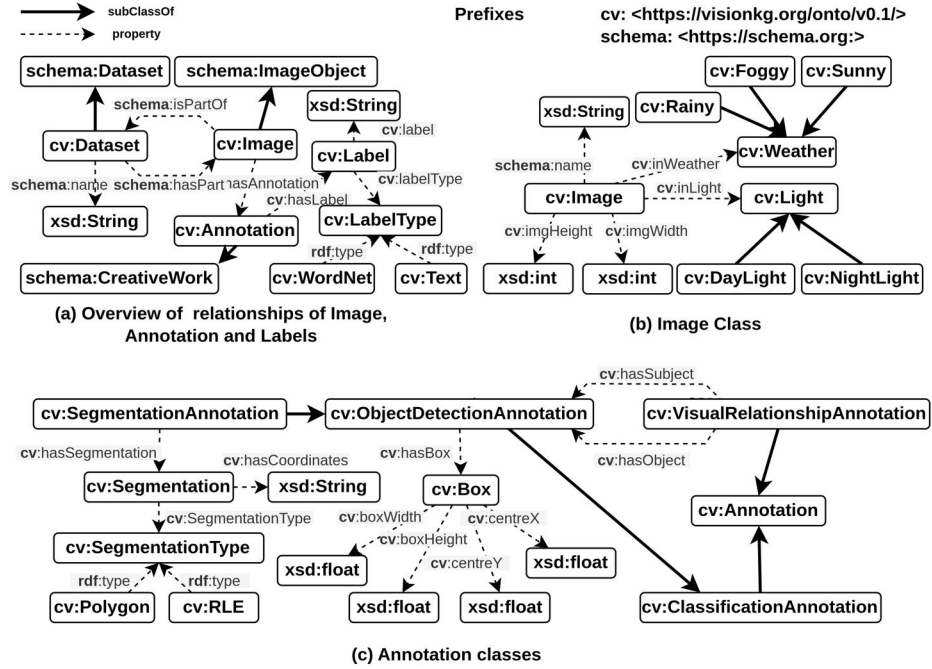 subClassOf
property
Prefixes
cv: <https://visionkg.org/onto/v0.1/>
schema: <https://schema.org:>
schema:Dataset
schema:ImageObject
schema:isPartOf
xsd:String
cv:label
cv:Dataset
cv:Image
cv:Label
schema:name
schema:hasPart
hasAnnotation
cv:labelType
cv:hasLabel
xsd:String
cv:Annotation
cv:LabelType
rdf:type
rdf:type
schema:CreativeWork
cv:WordNet
cv:Text
(a) Overview of relationships of Image,
Annotation and Labels
cv:Foggy
cv:Sunny
xsd:String
cv:Rainy
cv:Weather
schema:name
cv:inWeather
cv:Image
cv:inLight
cv:Light
cv:imgHeight
cv:imgWidth
xsd:int
xsd:int
cv:DayLight
cv:NightLight
(b) Image Class
cv:hasSubject
cv:SegmentationAnnotation
cv:ObjectDetectionAnnotation
cv:VisualRelationshipAnnotation
cv:hasSegmentation
cv:hasCoordinates
cv:hasBox
cv:hasObject
cv:Segmentation
xsd:String
cv:Box
cv:Annotation
cv:SegmentationType
cv:boxWidth
cv:centreX
cv:boxHeight
cv:SegmentationType
cv:centreY
xsd:float
xsd:float
rdf:type
rdf:type
cv:Polygon
cv:RLE
xsd:float
xsd:float
cv:ClassificationAnnotation
(c) Annotation classes